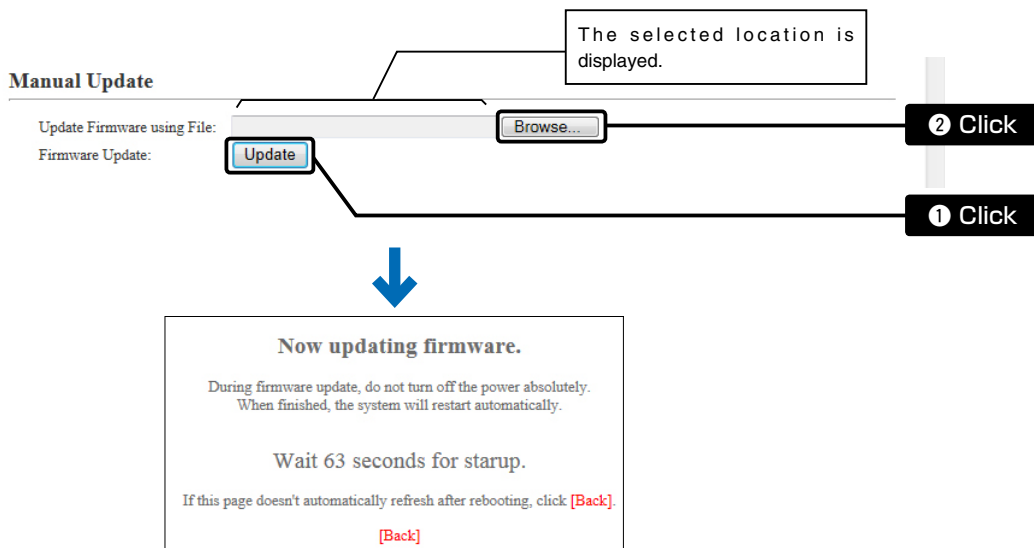 The selected location is
displayed.
Manual Update
Update Firmware using File:
Browse...
❷ Click
Firmware Update:
Update
❶ Click
Now updating firmware.
During firmware update, do not turn off the power absolutely.
When finished, the system will restart automatically.
Wait 63 seconds for starup.
If this page doesn't automatically refresh after rebooting, click [Back].
[Back]